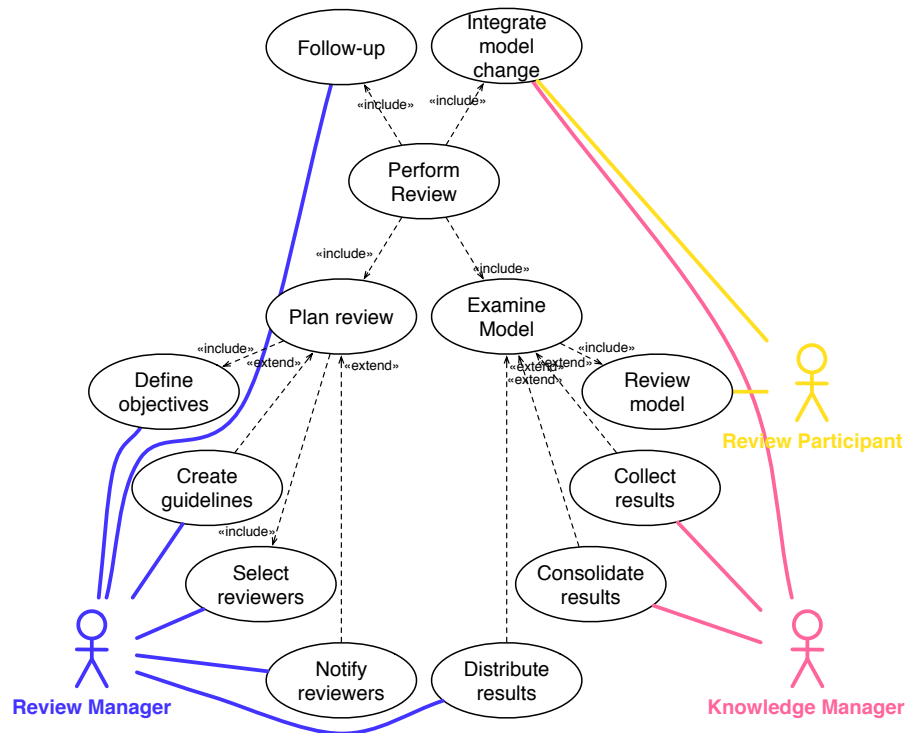 Follow-up
Integrate
model
change
«include»
«include»
Perform
Review
«include»
«include»
Plan review
Examine
Model
«include»
«extend»
«extend»
«include»
«extend»
«extend»
Define
objectives
Review
model
Review Participant
Create
guidelines
Collect
results
«include»
Select
reviewers
Consolidate
results
Notify
reviewers
Distribute
results
Review Manager
Knowledge Manager